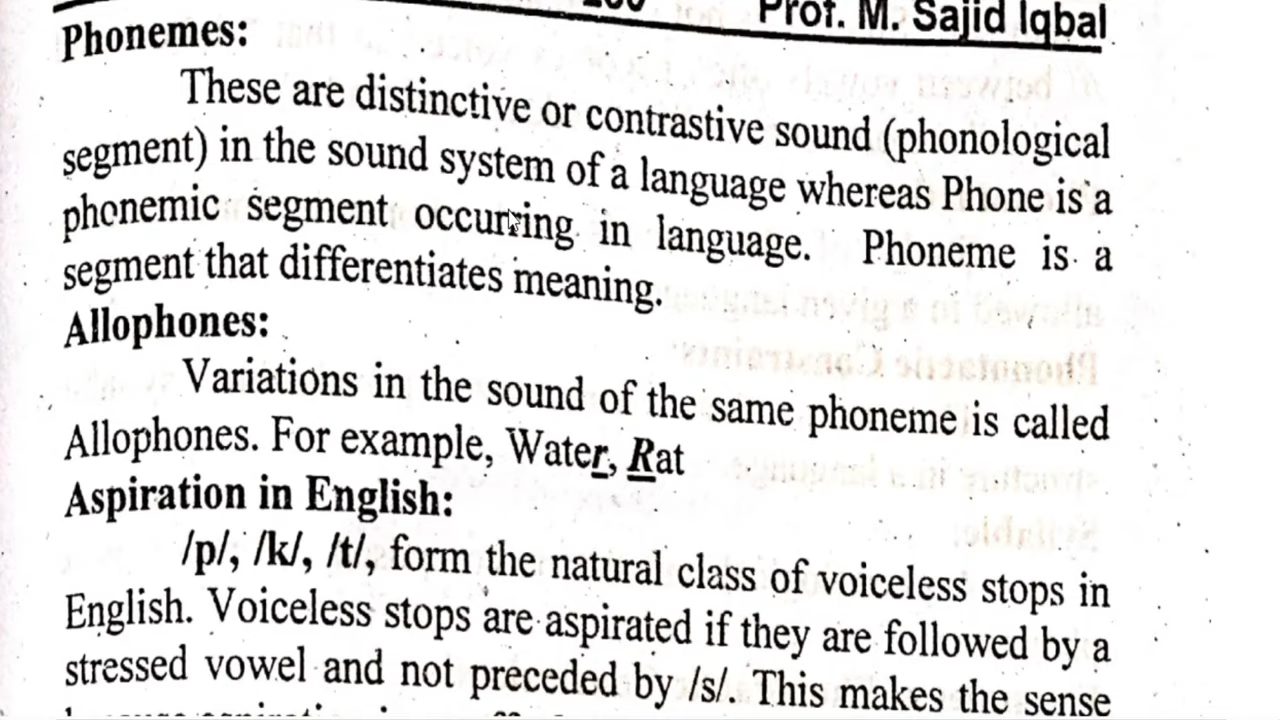 Prof. M. Sajid Iqbal
Phonemes:
These are distinctive or contrastive sound (phonological
segment) in the sound system of a language whereas Phone is a
phonemic segment occurring in language. Phoneme is a
segment that differentiates meaning.
Allophones:
Variations in the sound of the same phoneme is called
Allophones. For example, Water, Rat
Aspiration in English:
/p/, /k/, /t/, form the natural class of voiceless stops in
English. Voiceless stops are aspirated if they are followed by a
stressed vowel and not preceded by /s/. This makes the sense